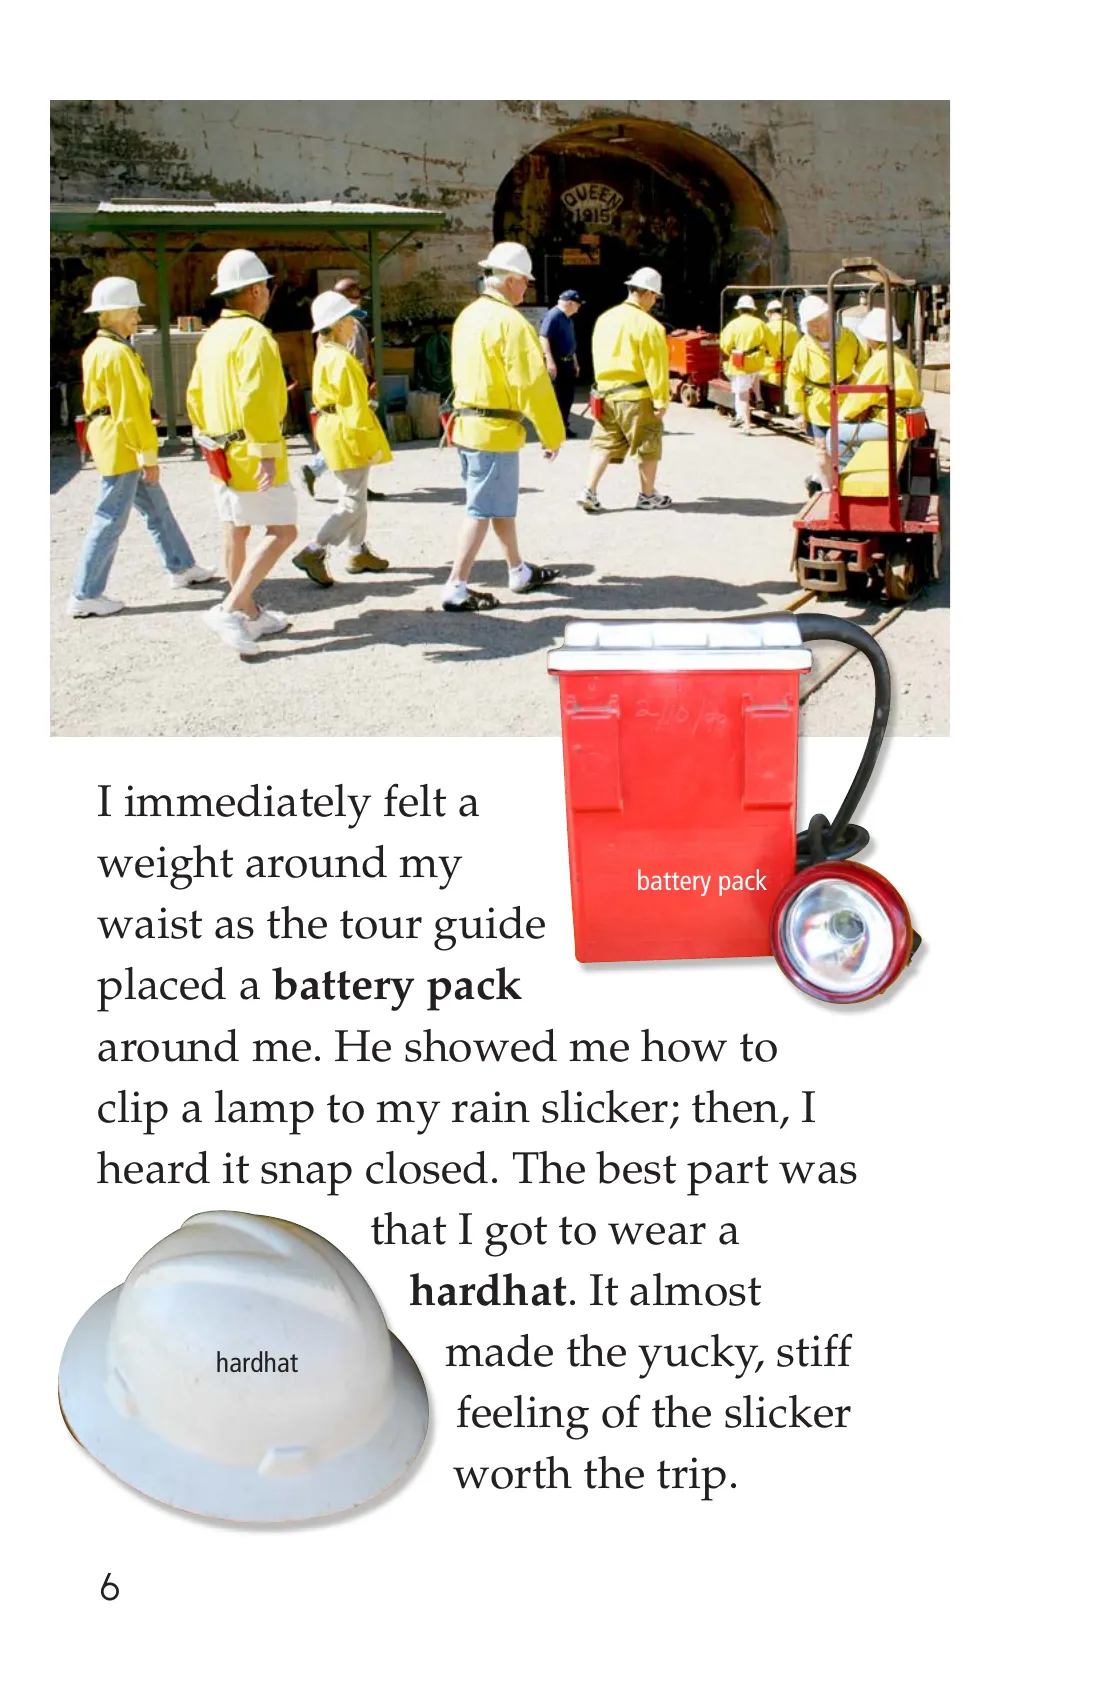 QUEEN
1915
battery pack
I immediately felt a
weight around my
waist as the tour guide
placed a battery pack
around me. He showed me how to
clip a lamp to my rain slicker; then, I
heard it snap closed. The best part was
that I got to wear a
hardhat. It almost
made the yucky, stiff
feeling of the slicker
worth the trip.
hardhat
6